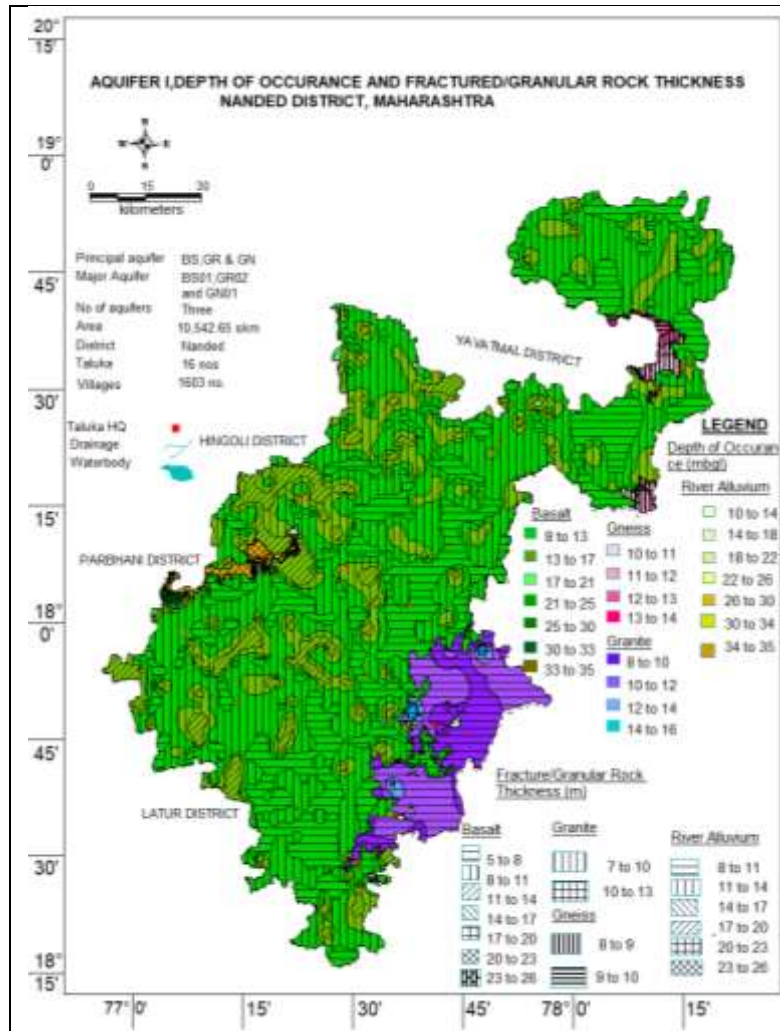 20°
15'
AQUIFER I,DEPTH OF OCCURANCE AND FRACTURED/GRANULAR ROCK THICKNESS
NANDED DISTRICT, MAHARASHTRA
N
W E
S
19°
0'
0 15 30
kilometers
Principal aquifer BS,GR & GN
Major Aquifer BS01,GR02
and GN01
No of aquifers Three
Area 10,542.65 skm
District Nanded
Taluka 16 nos
Villages 1603 no.
45'
YAVATMAL DISTRICT
30'
Taluka HQ
Drainage
Waterbody
HINGOLI DISTRICT
LEGEND
Depth of Occuran
ce (mbgl)
River Alluvium
10 to 14
14 to 18
18 to 22
22 to 26
26 to 30
30 to 34
34 to 35
15'
Basalt
8 to 13
13 to 17
17 to 21
21 to 25
25 to 30
30 to 33
33 to 35
Gneiss
10 to 11
11 to 12
12 to 13
13 to 14
Granite
8 to 10
10 to 12
12 to 14
14 to 16
PARBHANI DISTRICT
18°
0'
45'
LATUR DISTRICT
Fracture/Granular Rock
Thickness (m)
Basalt
5 to 8
8 to 11
11 to 14
14 to 17
17 to 20
20 to 23
23 to 26
Granite
7 to 10
10 to 13
Gneiss
8 to 9
9 to 10
River Alluvium
8 to 11
11 to 14
14 to 17
17 to 20
20 to 23
23 to 26
30'
18°
15'
77° 0' 15' 30' 45' 78° 0' 15'